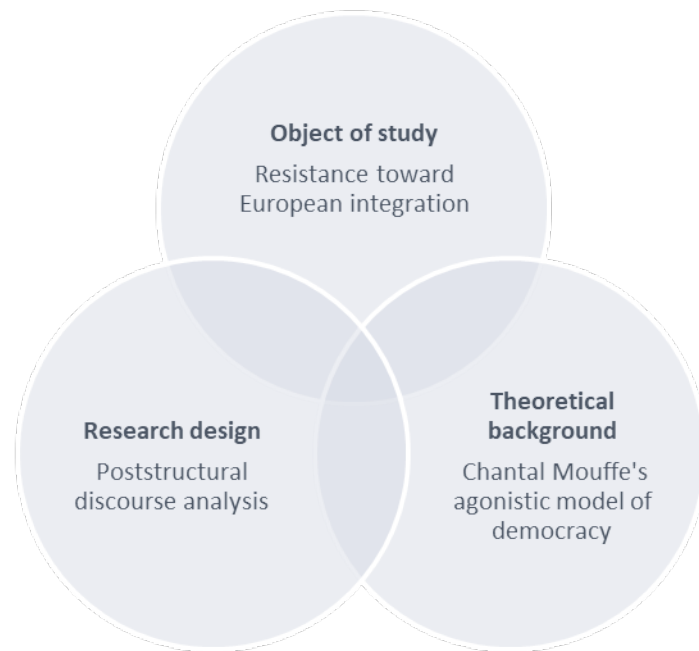 Object of study
Resistance toward
European integration
Research design
Poststructural
discourse analysis
Theoretical
background
Chantal Mouffe's
agonistic model of
democracy